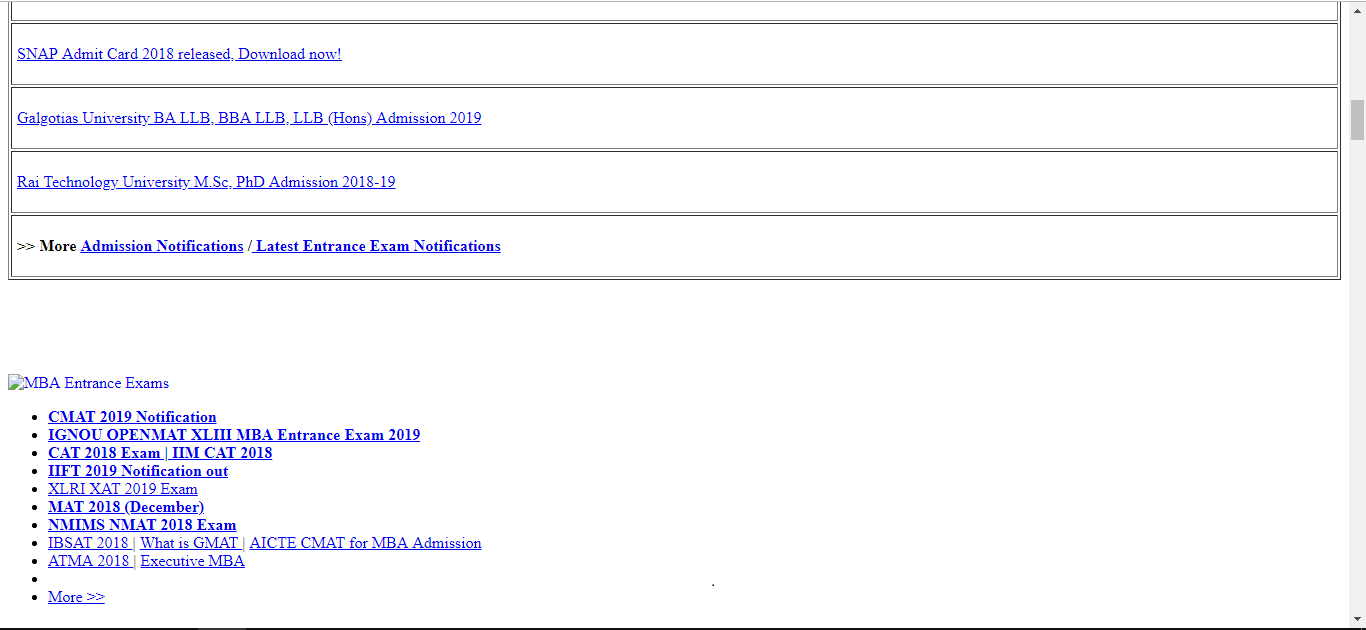 SNAP Admit Card 2018 released, Download now!
Galgotias University BA LLB, BBA LLB, LLB (Hons) Admission 2019
Rai Technology University M.Sc, PhD Admission 2018-19
>> More Admission Notifications / Latest Entrance Exam Notifications
MBA Entrance Exams
CMAT 2019 Notification
IGNOU OPENMAT XLIII MBA Entrance Exam 2019
CAT 2018 Exam | IIM CAT 2018
IIFT 2019 Notification out
XLRI XAT 2019 Exam
MAT 2018 (December)
NMIMS NMAT 2018 Exam
IBSAT 2018 | What is GMAT | AICTE CMAT for MBA Admission
ATMA 2018 | Executive MBA
.
More >>